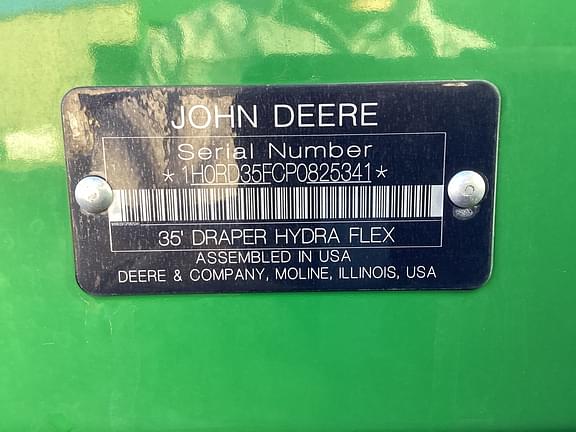 JOHN DEERE
Serial Number
*1H0RD35FCP0825341*
35' DRAPER HYDRA FLEX
ASSEMBLED IN USA
DEERE & COMPANY, MOLINE, ILLINOIS, USA